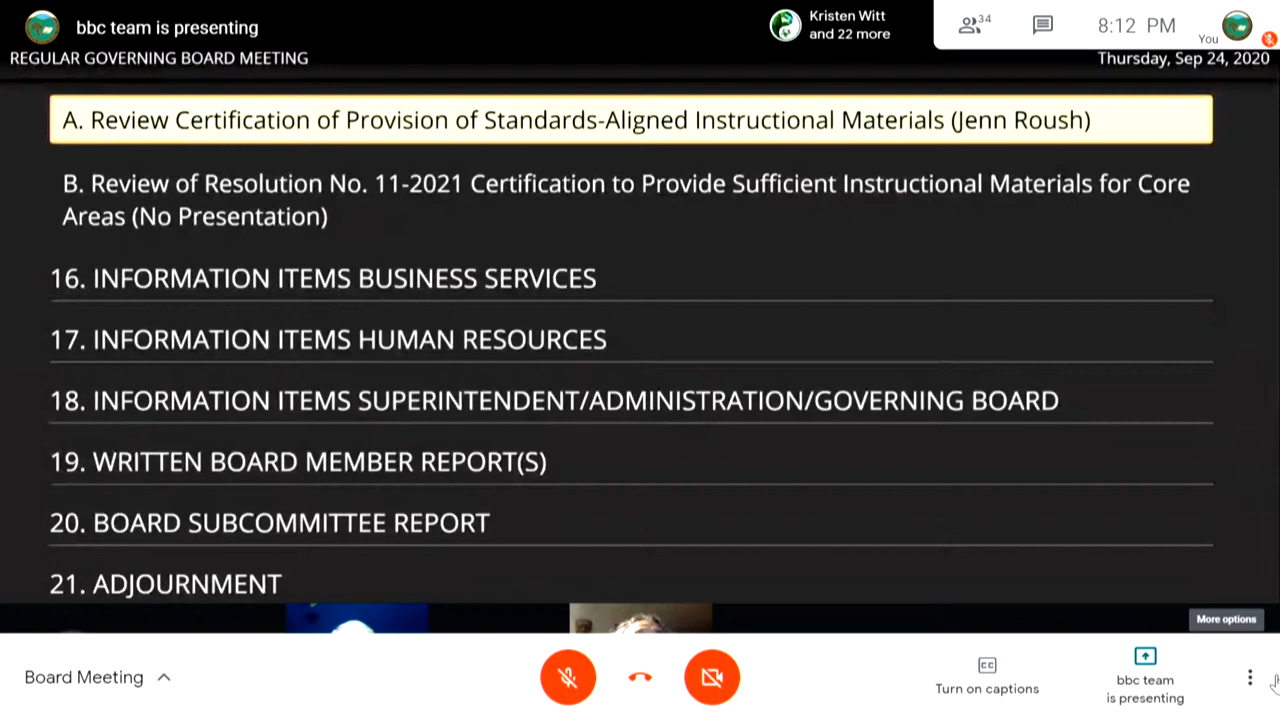 bbc team is presenting
Kristen Witt
and 22 more
34
8:12 PM
You
REGULAR GOVERNING BOARD MEETING
Thursday, Sep 24, 2020
A. Review Certification of Provision of Standards-Aligned Instructional Materials (Jenn Roush)
B. Review of Resolution No. 11-2021 Certification to Provide Sufficient Instructional Materials for Core
Areas (No Presentation)
16. INFORMATION ITEMS BUSINESS SERVICES
17. INFORMATION ITEMS HUMAN RESOURCES
18. INFORMATION ITEMS SUPERINTENDENT/ADMINISTRATION/GOVERNING BOARD
19. WRITTEN BOARD MEMBER REPORT(S)
20. BOARD SUBCOMMITTEE REPORT
21. ADJOURNMENT
More options
Board Meeting
CC
Turn on captions
bbc team
is presenting